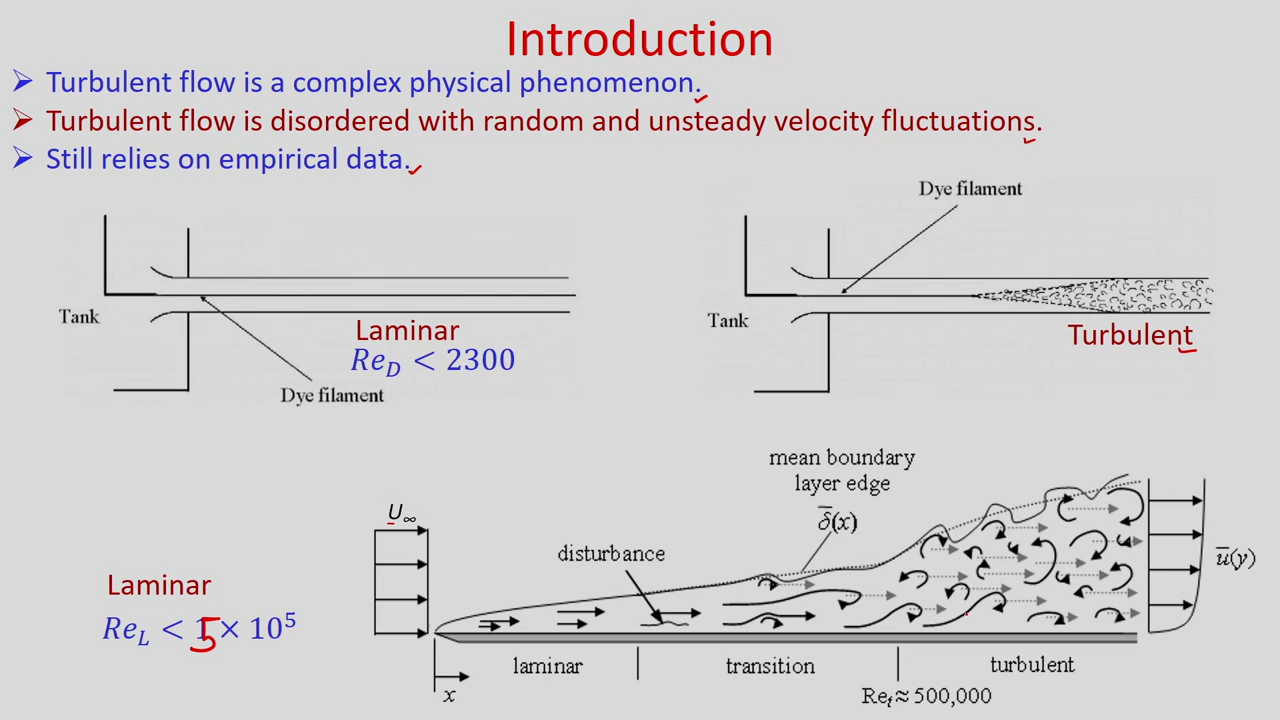 Introduction
➢ Turbulent flow is a complex physical phenomenon.
➢ Turbulent flow is disordered with random and unsteady velocity fluctuations.
➢ Still relies on empirical data.
Dye filament
Tank
Laminar
Re_D < 2300
Dye filament
Tank
Turbulent
mean boundary
layer edge
δ̅(x)
U∞
disturbance
u̅(y)
Laminar
Re_L < 5 × 10⁵
laminar
transition
turbulent
x
Re_t ≈ 500,000